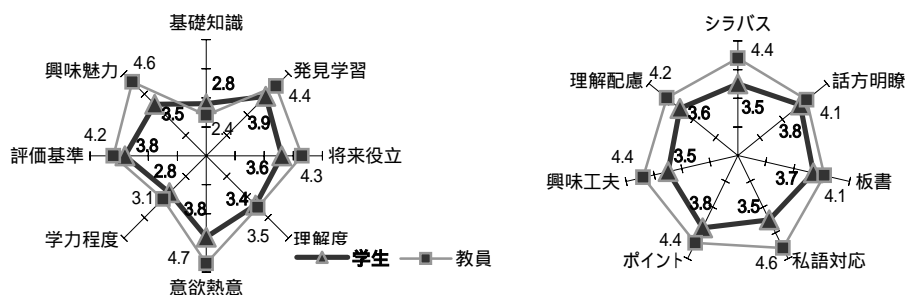 基礎知識
発見学習
将来役立
理解度
意欲熱意
学力程度
評価基準
興味魅力
2.8
2.4
3.9
4.4
3.6
4.3
3.4
3.5
3.8
4.7
2.8
3.1
3.8
4.2
3.5
4.6
学生
教員
シラバス
話方明瞭
板書
私語対応
ポイント
興味工夫
理解配慮
4.4
3.5
3.8
4.1
3.7
4.1
3.5
4.6
3.8
4.4
3.5
4.4
3.6
4.2